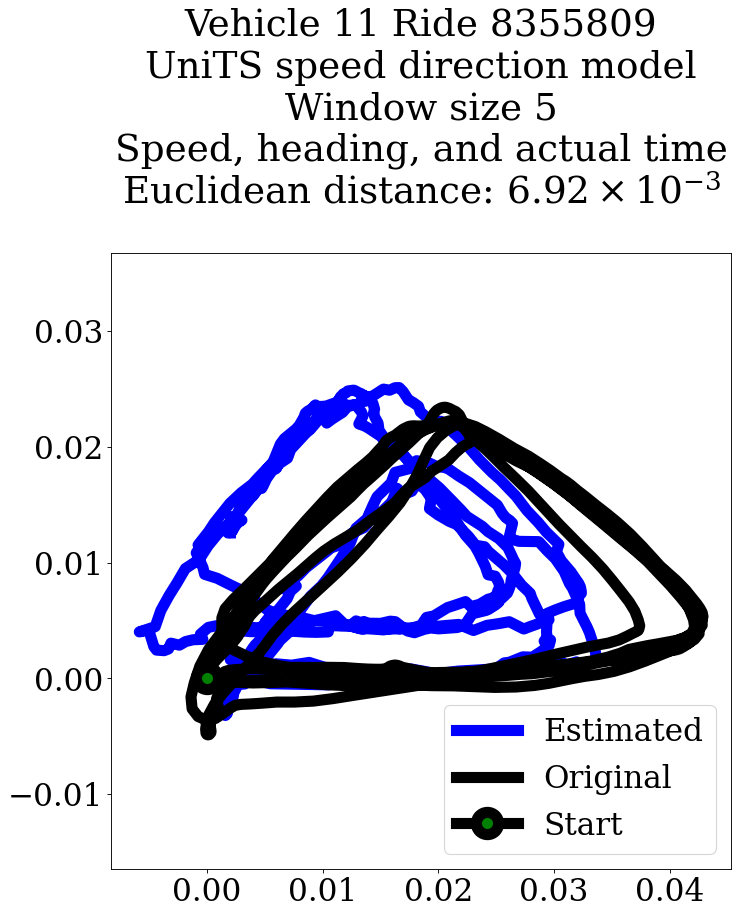 Vehicle 11 Ride 8355809
UniTS speed direction model
Window size 5
Speed, heading, and actual time
Euclidean distance: 6.92 × 10⁻³
0.03
0.02
0.01
0.00
−0.01
Estimated
Original
Start
0.00 0.01 0.02 0.03 0.04